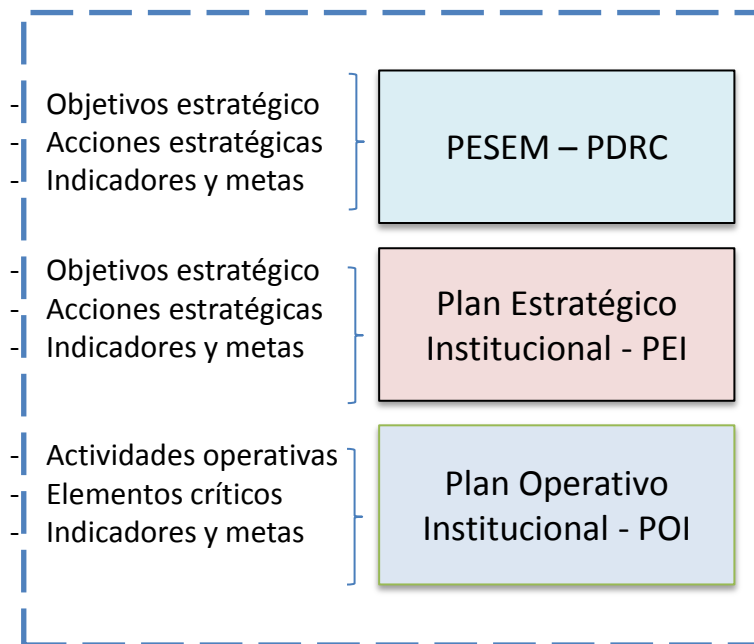 - Objetivos estratégico
- Acciones estratégicas
- Indicadores y metas
PESEM – PDRC
- Objetivos estratégico
- Acciones estratégicas
- Indicadores y metas
Plan Estratégico
Institucional - PEI
- Actividades operativas
- Elementos críticos
- Indicadores y metas
Plan Operativo
Institucional - POI